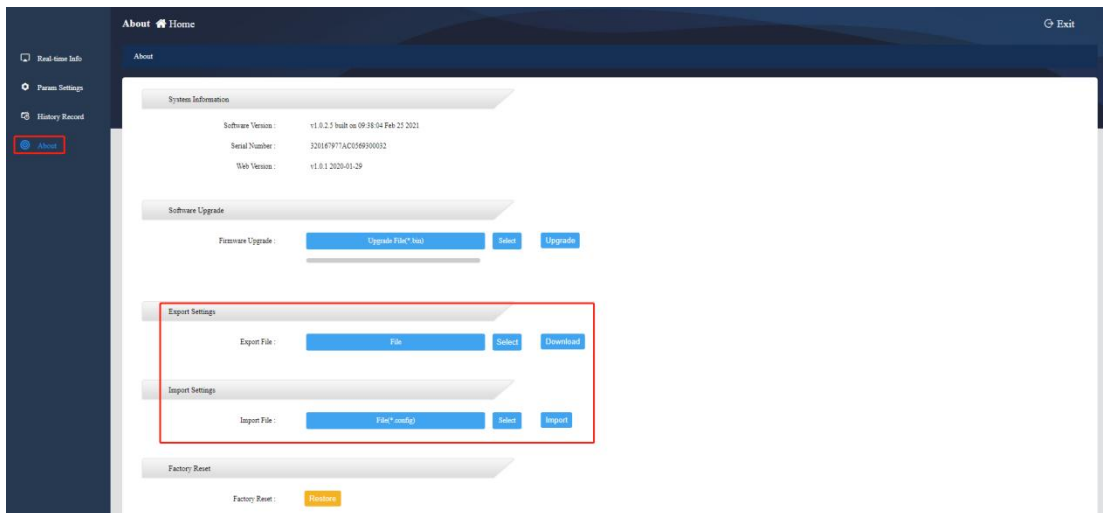 About Home
Exit
Real-time Info
Param Settings
History Record
About
About
System Information
Software Version : v1.0.2.5 built on 09:38:04 Feb 25 2021
Serial Number : 320167977AC0569300032
Web Version : v1.0.1 2020-01-29
Software Upgrade
Firmware Upgrade : Upgrade File(*.bin) Select Upgrade
Export Settings
Export File : File Select Download
Import Settings
Import File : File(*.config) Select Import
Factory Reset
Factory Reset : Restore